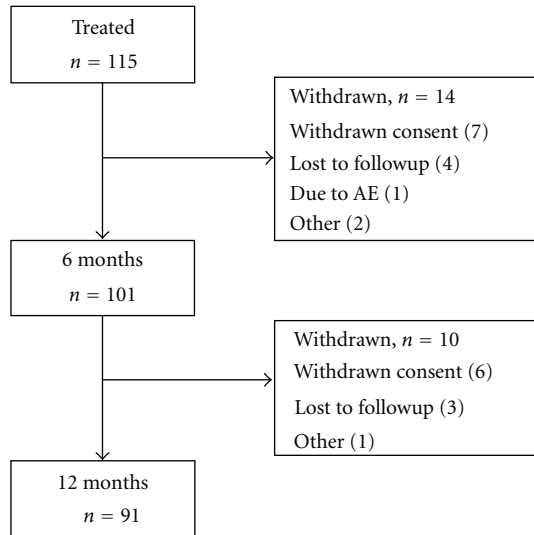 Treated
n = 115
Withdrawn, n = 14
Withdrawn consent (7)
Lost to followup (4)
Due to AE (1)
Other (2)
6 months
n = 101
Withdrawn, n = 10
Withdrawn consent (6)
Lost to followup (3)
Other (1)
12 months
n = 91